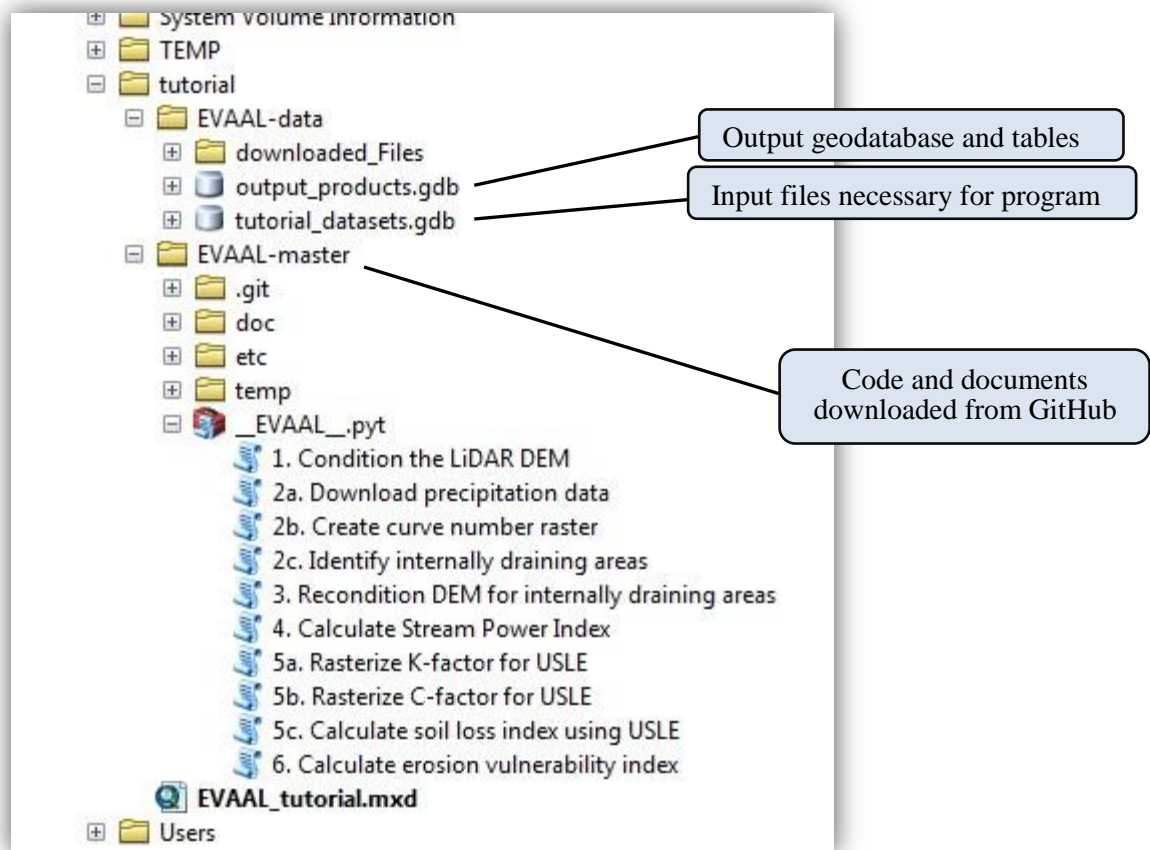 System Volume Information
TEMP
tutorial
EVAAL-data
downloaded_Files
output_products.gdb
tutorial_datasets.gdb
EVAAL-master
.git
doc
etc
temp
__EVAAL__.pyt
1. Condition the LiDAR DEM
2a. Download precipitation data
2b. Create curve number raster
2c. Identify internally draining areas
3. Recondition DEM for internally draining areas
4. Calculate Stream Power Index
5a. Rasterize K-factor for USLE
5b. Rasterize C-factor for USLE
5c. Calculate soil loss index using USLE
6. Calculate erosion vulnerability index
EVAAL_tutorial.mxd
Users
Output geodatabase and tables
Input files necessary for program
Code and documents
downloaded from GitHub